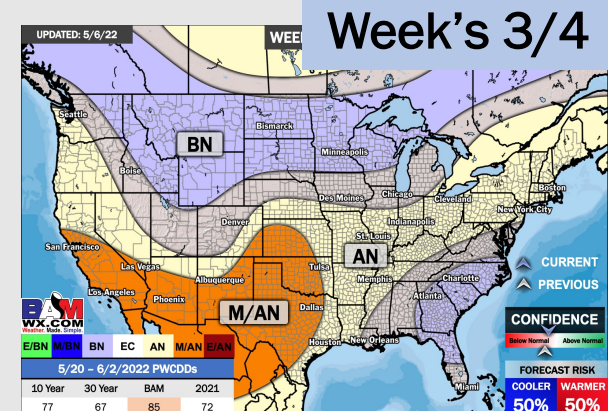 Week's 3/4
UPDATED: 5/6/22
WEE
Seattle
Bismarck
BN
Minneapolis
Boise
Boston
Des Moines
Chicago
Cleveland
New York City
Denver
Indianapolis
St. Louis
San Francisco
AN
CURRENT
Las Vegas
Tulsa
Albuquerque
Memphis
Charlotte
PREVIOUS
Los Angeles
Phoenix
Atlanta
M/AN
Dallas
BAM
WX.COM
Weather. Made. Simple.
CONFIDENCE
Below Normal
Above Normal
Houston
New Orleans
E/BN M/BN BN EC AN M/AN E/AN
5/20 – 6/2/2022 PWCDDs
FORECAST RISK
10 Year 30 Year BAM 2021
COOLER WARMER
Miami
77 67 85 72
50% 50%